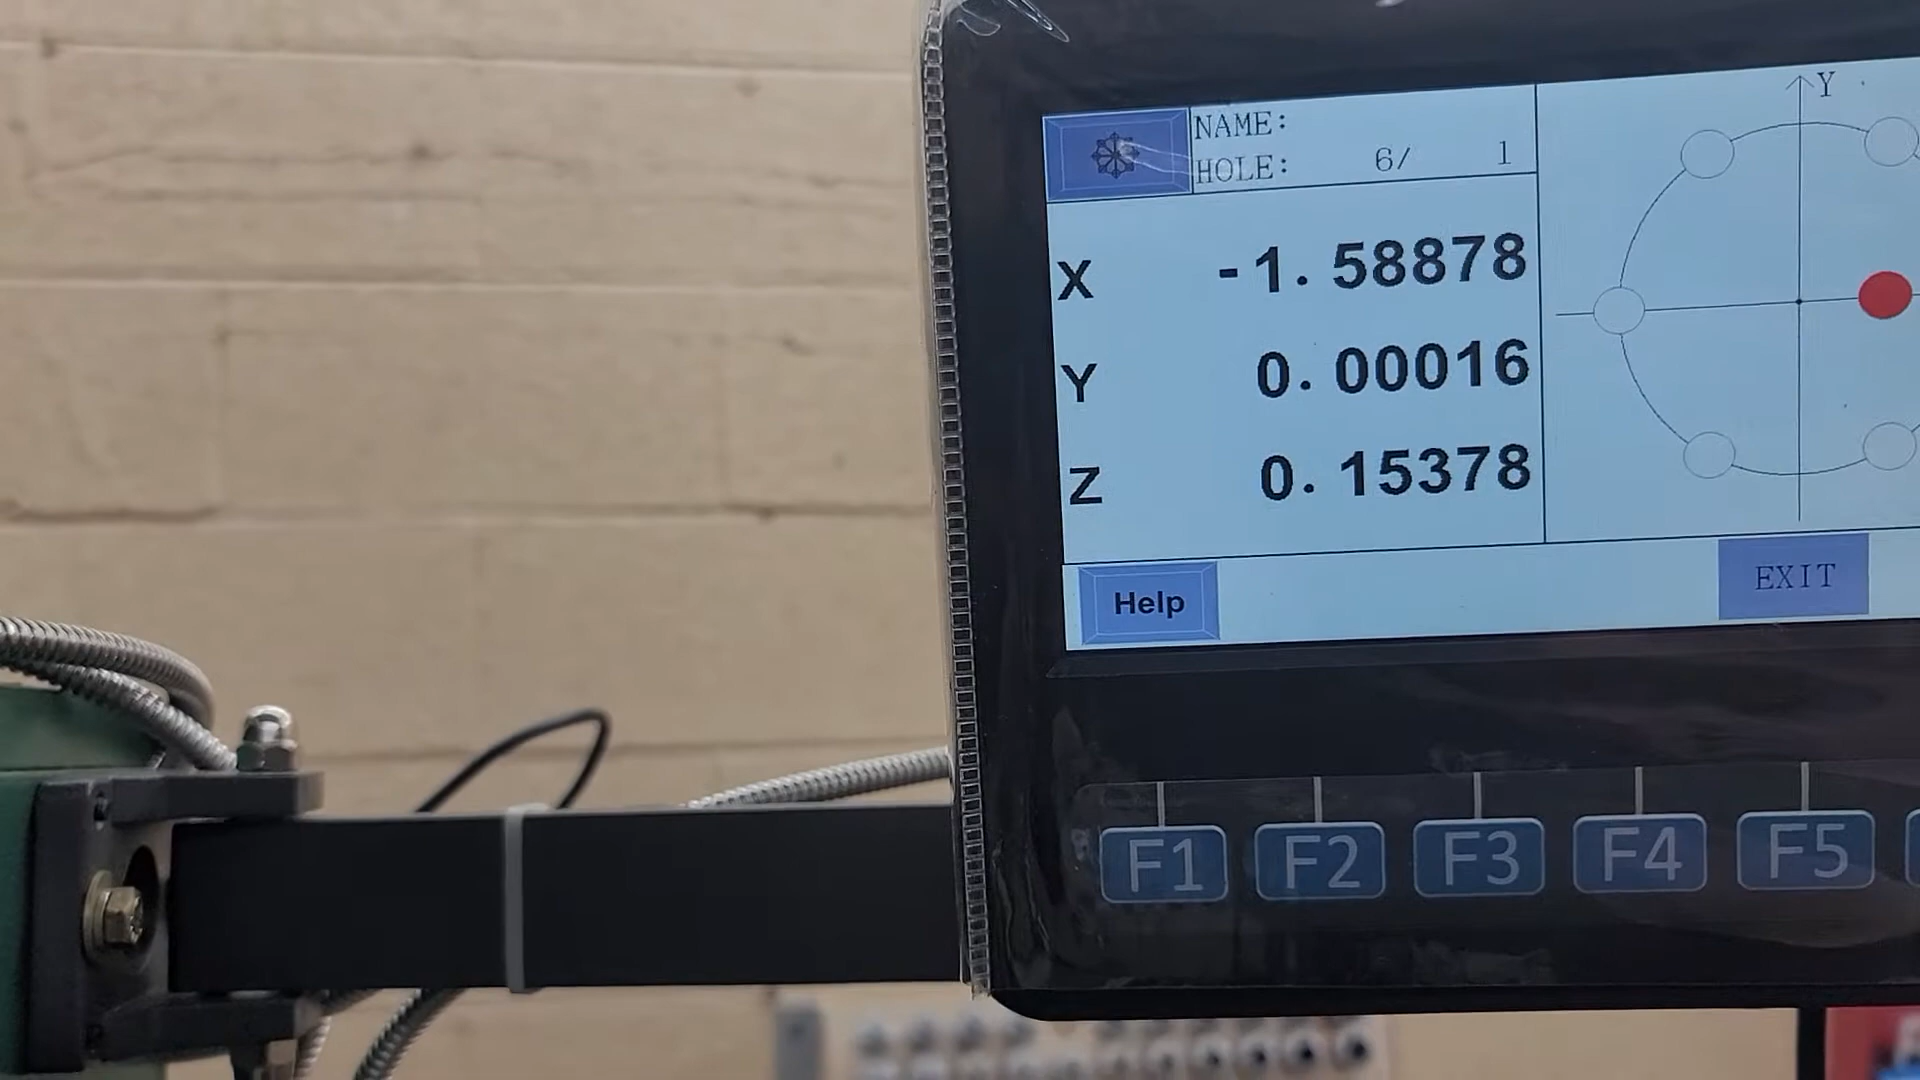 NAME:
HOLE: 6/ 1
Y
X -1.58878
Y 0.00016
Z 0.15378
Help
EXIT
F1 F2 F3 F4 F5